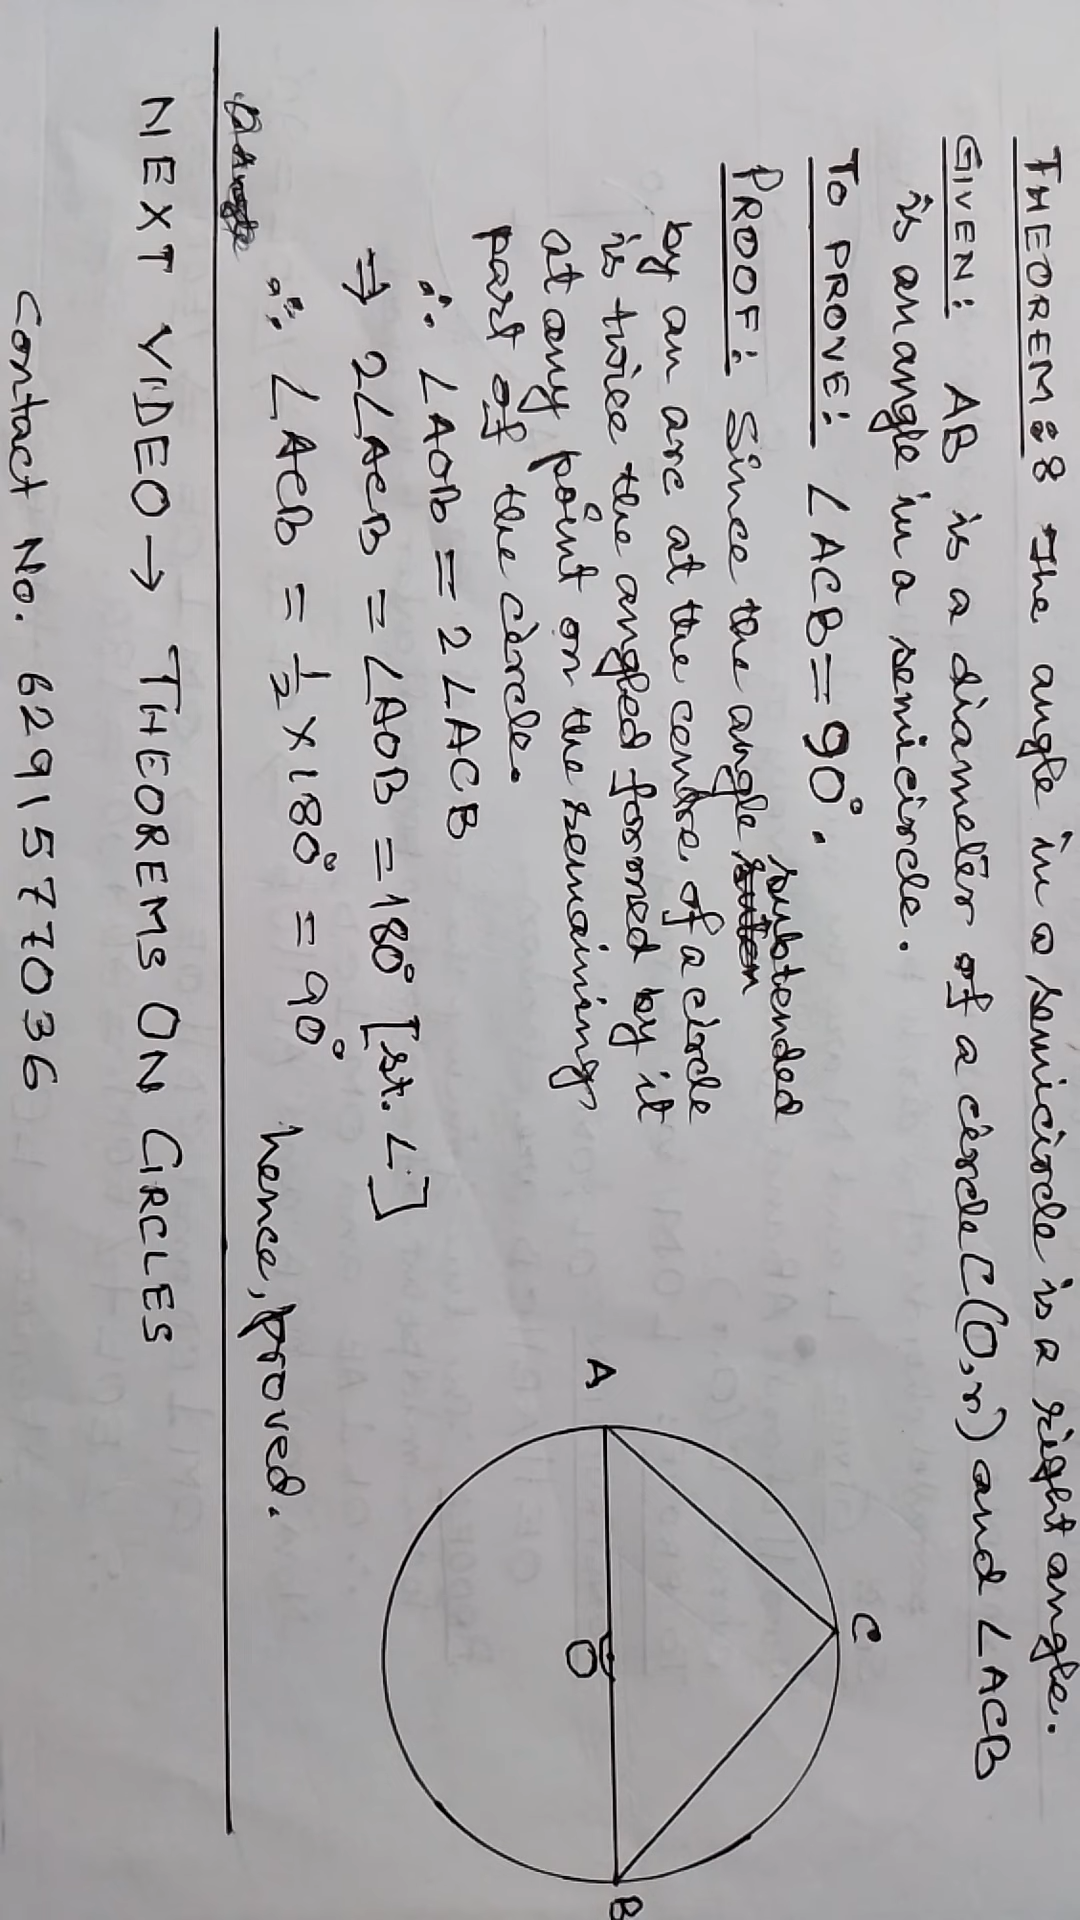 THEOREM:8 The angle in a semicircle is a right angle.
GIVEN: AB is a diameter of a circle C(O,r) and ∠ACB
is an angle in a semicircle.
TO PROVE: ∠ACB = 90°.
PROOF: Since the angle subtended
by an arc at the centre of a circle
is twice the angled formed by it
at any point on the remaining
part of the circle.
∴ ∠AOB = 2∠ACB
⇒ 2∠ACB = ∠AOB = 180° [st. ∠]
∴ ∠ACB = 1/2 × 180° = 90° hence, proved.
A
B
C
O
NEXT VIDEO → THEOREMS ON CIRCLES
Contact No. 6291577036